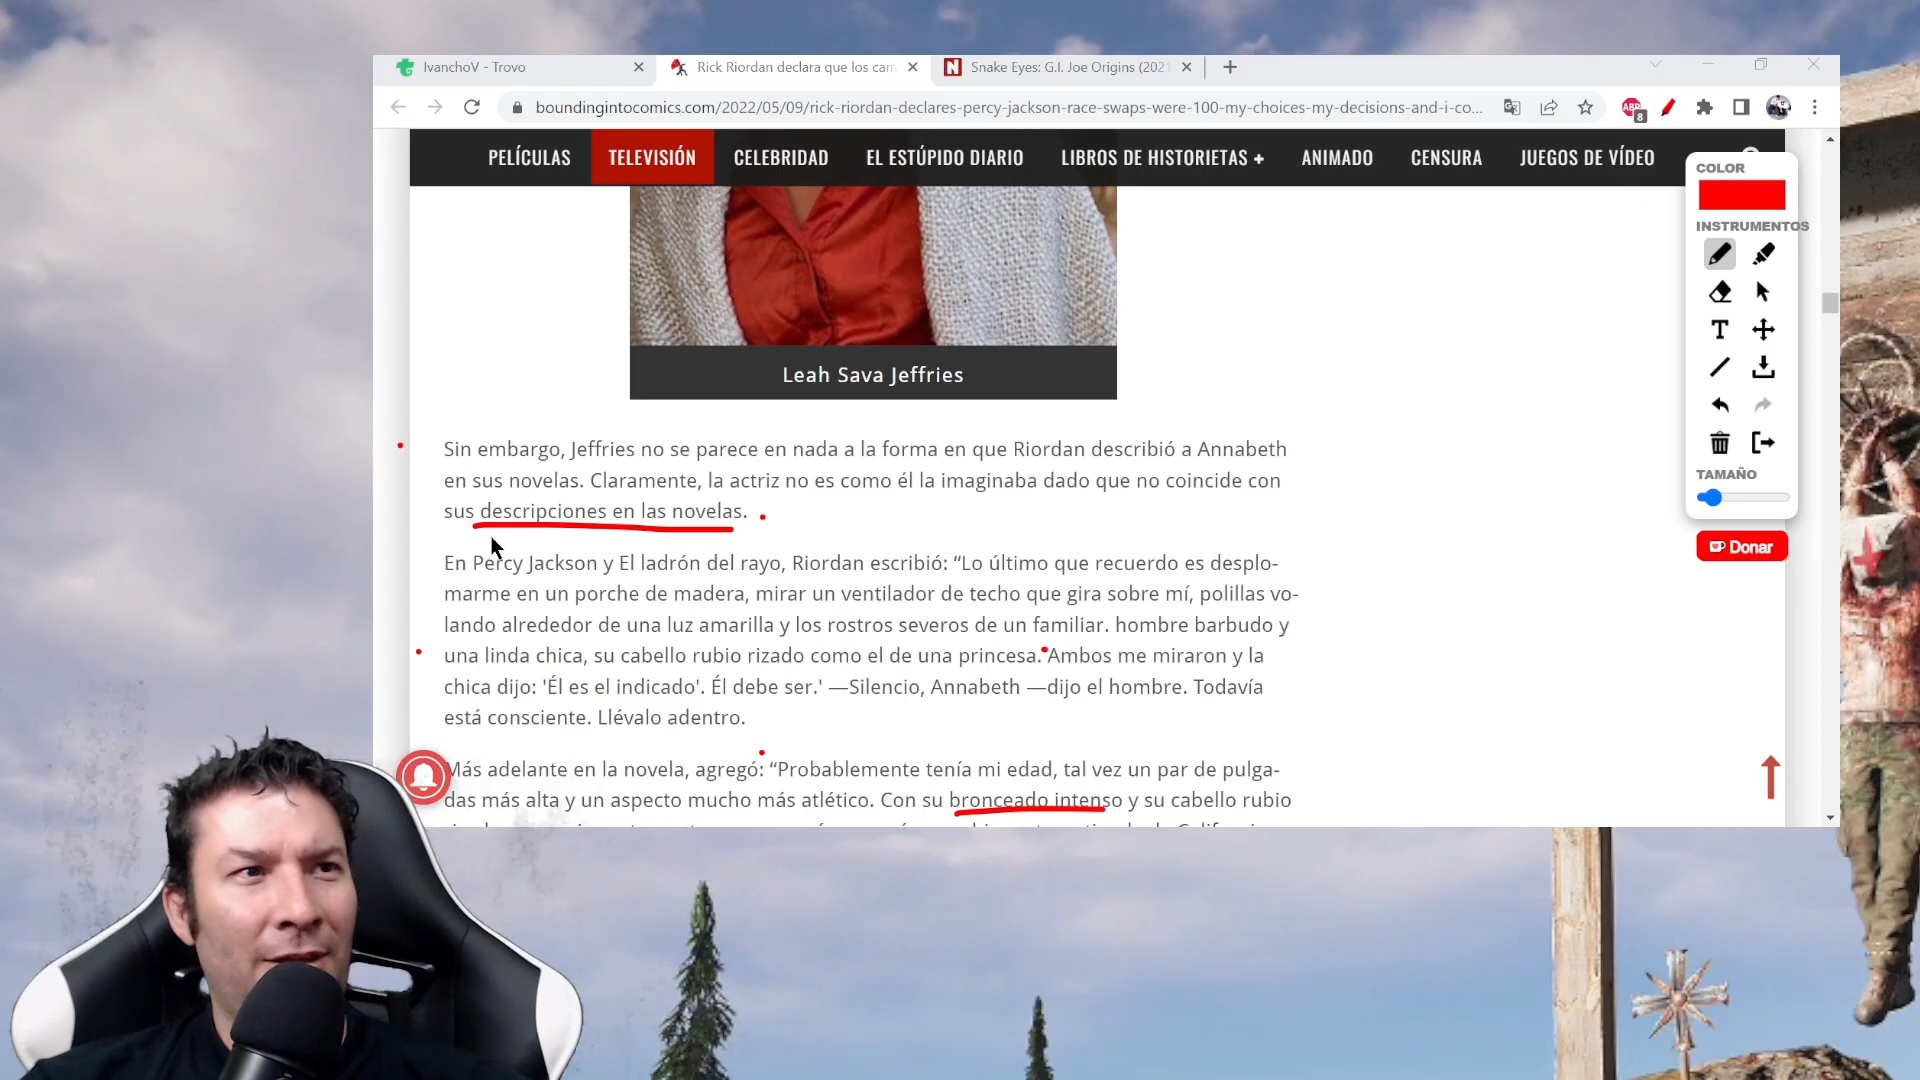 IvanchoV - Trovo
Rick Riordan declara que los cam
Snake Eyes: G.I. Joe Origins (2021
boundingintocomics.com/2022/05/09/rick-riordan-declares-percy-jackson-race-swaps-were-100-my-choices-my-decisions-and-i-co...
ABP
8
PELÍCULAS
TELEVISIÓN
CELEBRIDAD
EL ESTÚPIDO DIARIO
LIBROS DE HISTORIETAS +
ANIMADO
CENSURA
JUEGOS DE VÍDEO
COLOR
INSTRUMENTOS
T
TAMAÑO
Donar
Leah Sava Jeffries
Sin embargo, Jeffries no se parece en nada a la forma en que Riordan describió a Annabeth
en sus novelas. Claramente, la actriz no es como él la imaginaba dado que no coincide con
sus descripciones en las novelas.
En Percy Jackson y El ladrón del rayo, Riordan escribió: “Lo último que recuerdo es desplo-
marme en un porche de madera, mirar un ventilador de techo que gira sobre mí, polillas vo-
lando alrededor de una luz amarilla y los rostros severos de un familiar. hombre barbudo y
una linda chica, su cabello rubio rizado como el de una princesa. Ambos me miraron y la
chica dijo: 'Él es el indicado'. Él debe ser.' —Silencio, Annabeth —dijo el hombre. Todavía
está consciente. Llévalo adentro.
Más adelante en la novela, agregó: “Probablemente tenía mi edad, tal vez un par de pulga-
das más alta y un aspecto mucho más atlético. Con su bronceado intenso y su cabello rubio